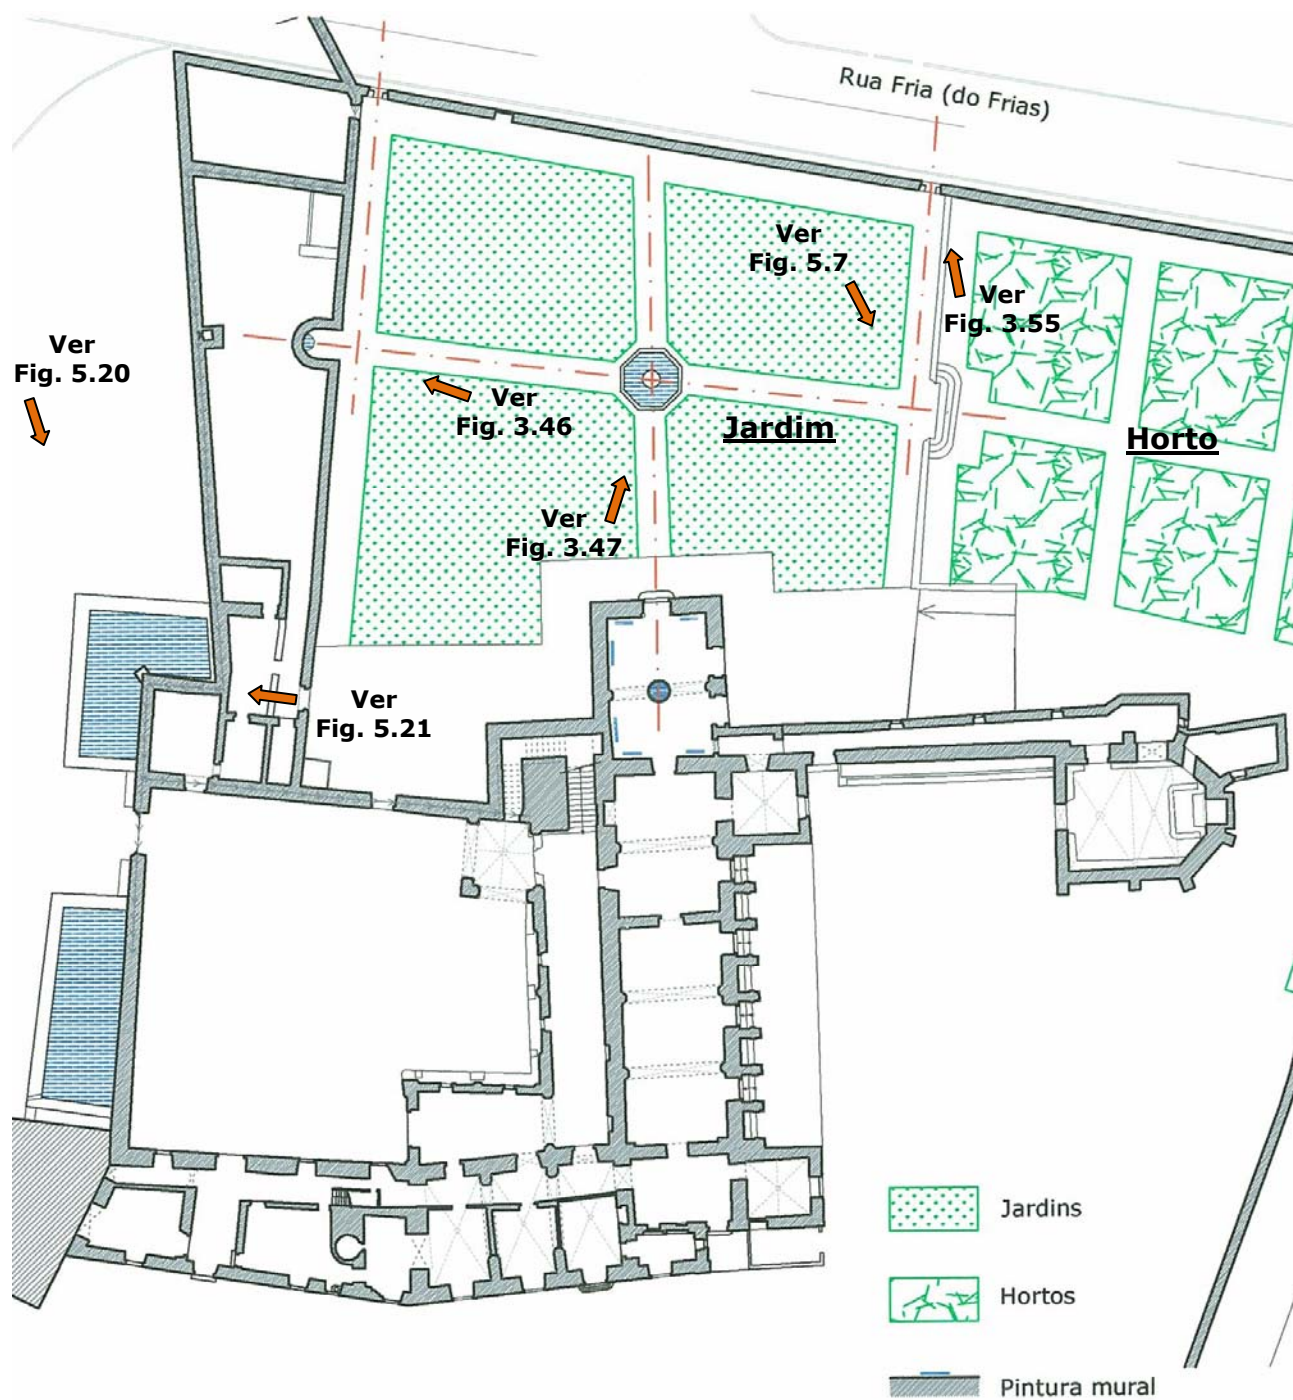 Rua Fria (do Frias)
Ver
Fig. 5.7
Ver
Fig. 3.55
Ver
Fig. 5.20
Ver
Fig. 3.46
Jardim
Horto
Ver
Fig. 3.47
Ver
Fig. 5.21
Jardins
Hortos
Pintura mural